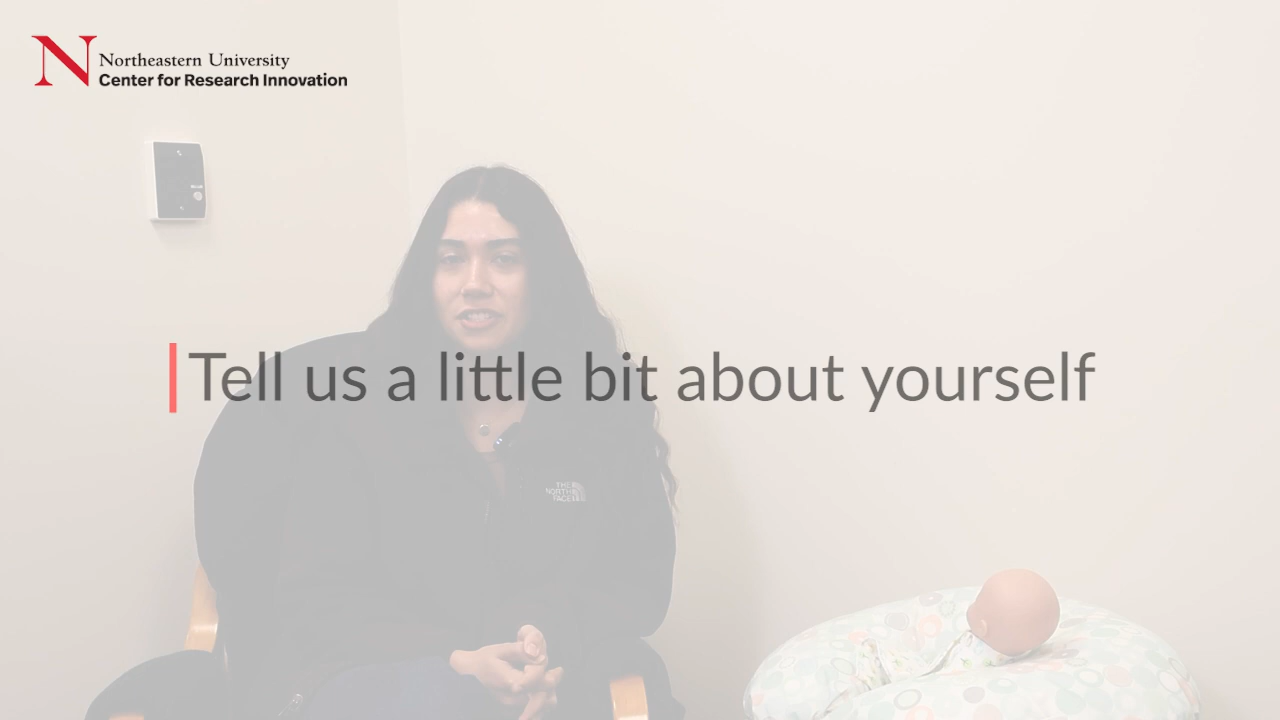 Northeastern University
Center for Research Innovation
Tell us a little bit about yourself
THE
NORTH
FACE